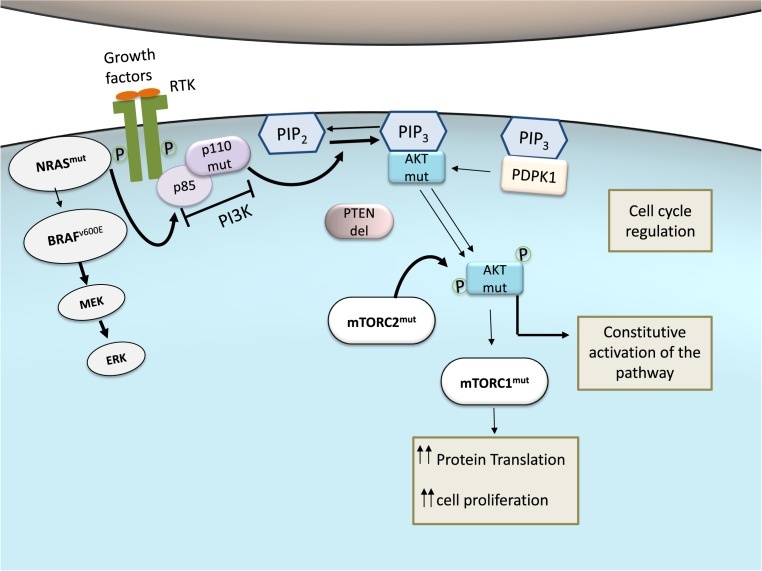 Growth
factors
RTK
P
P
NRASmut
BRAFv600E
MEK
ERK
p110
mut
p85
PI3K
PIP2
PIP3
AKT
mut
PIP3
PDPK1
PTEN
del
Cell cycle
regulation
P
P
AKT
mut
mTORC2mut
Constitutive
activation of the
pathway
mTORC1mut
↑↑ Protein Translation
↑↑ cell proliferation